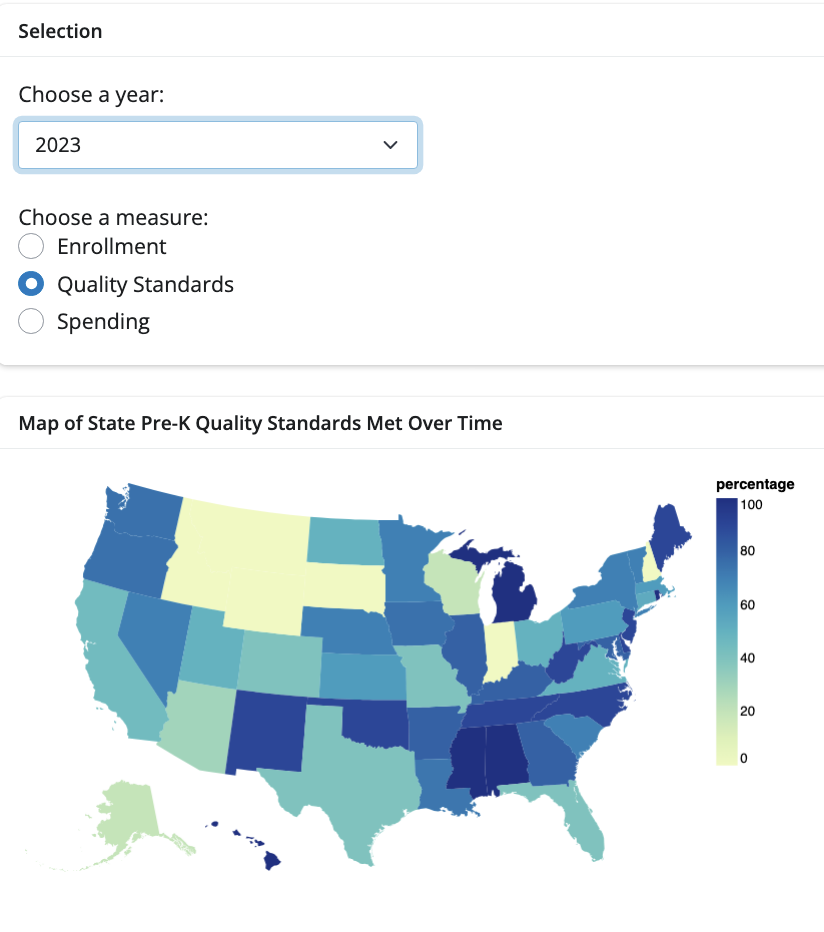 Selection
Choose a year:
2023
Choose a measure:
Enrollment
Quality Standards
Spending
Map of State Pre-K Quality Standards Met Over Time
percentage
100
80
60
40
20
0